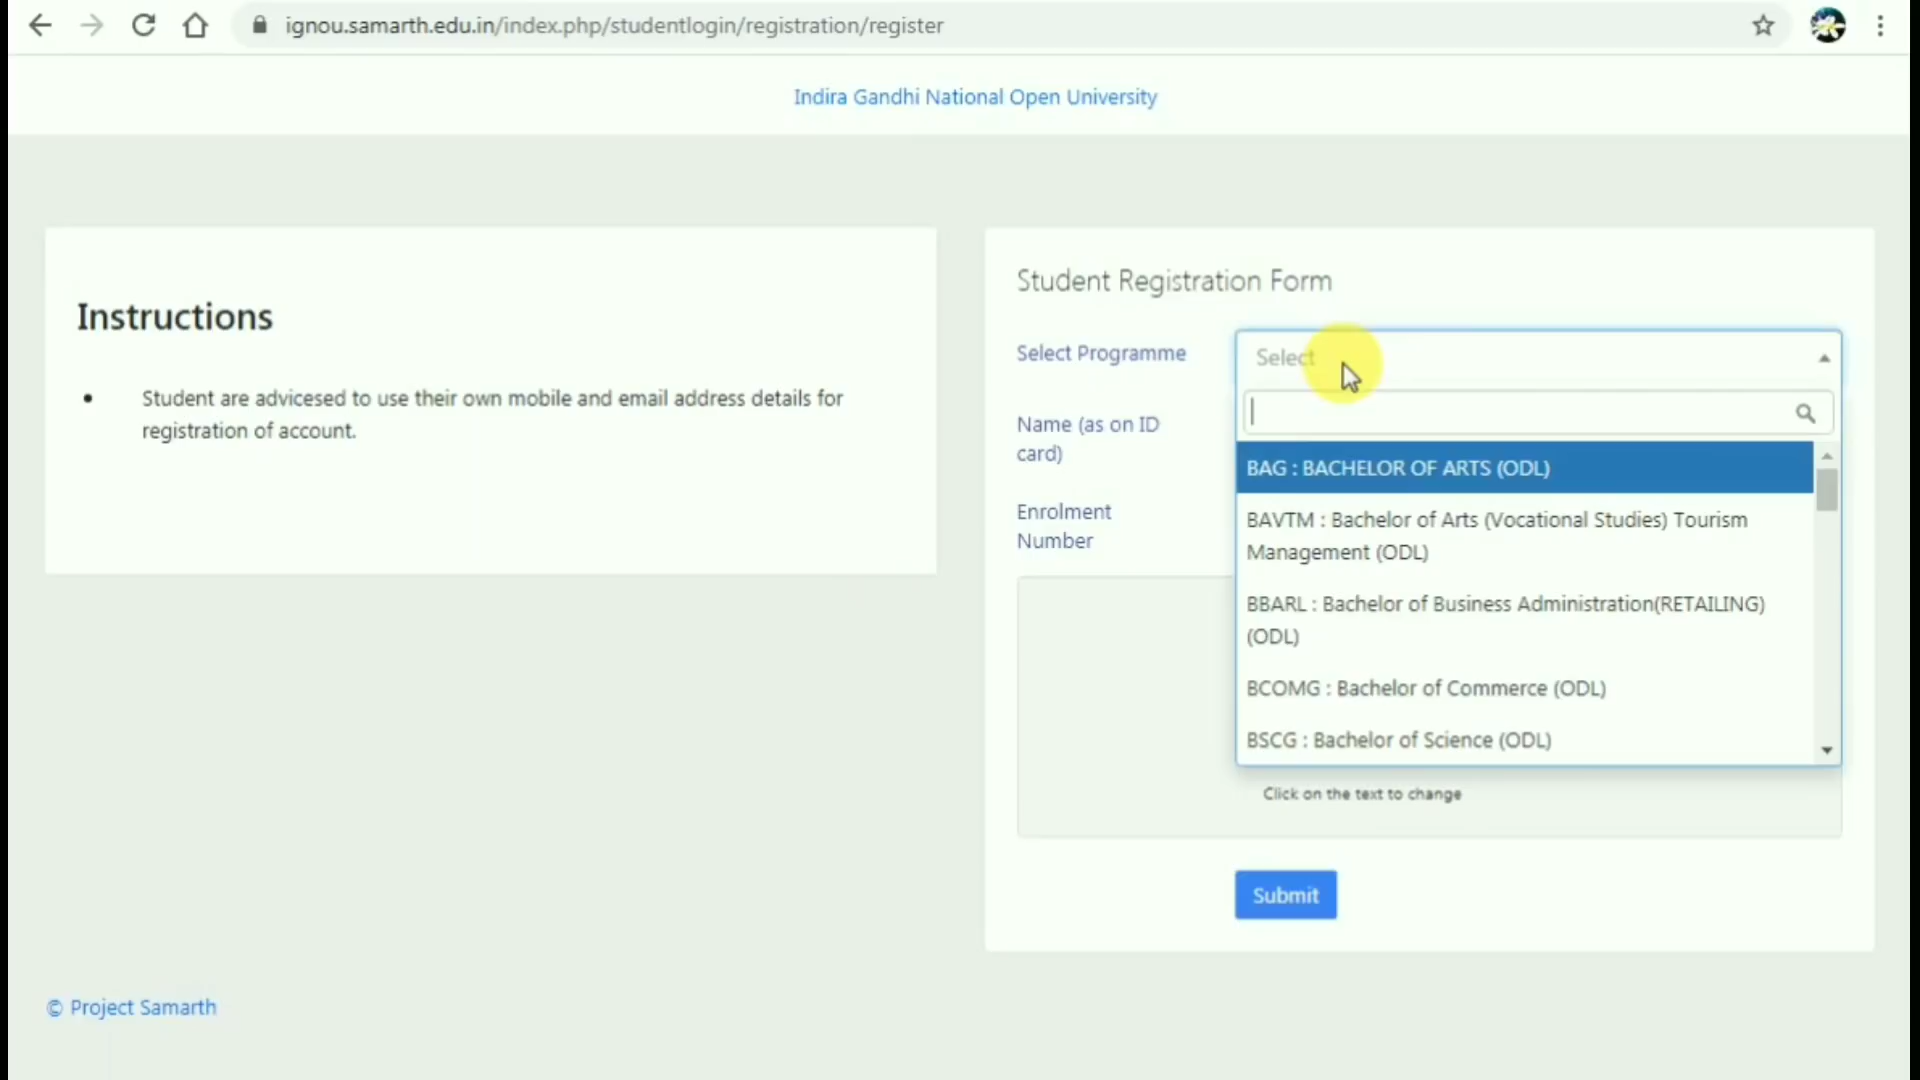 ignou.samarth.edu.in/index.php/studentlogin/registration/register
Indira Gandhi National Open University
Instructions
• Student are advicesed to use their own mobile and email address details for
registration of account.
Student Registration Form
Select Programme
Select
Name (as on ID
card)
Enrolment
Number
BAG : BACHELOR OF ARTS (ODL)
BAVTM : Bachelor of Arts (Vocational Studies) Tourism
Management (ODL)
BBARL : Bachelor of Business Administration(RETAILING)
(ODL)
BCOMG : Bachelor of Commerce (ODL)
BSCG : Bachelor of Science (ODL)
Click on the text to change
Submit
© Project Samarth